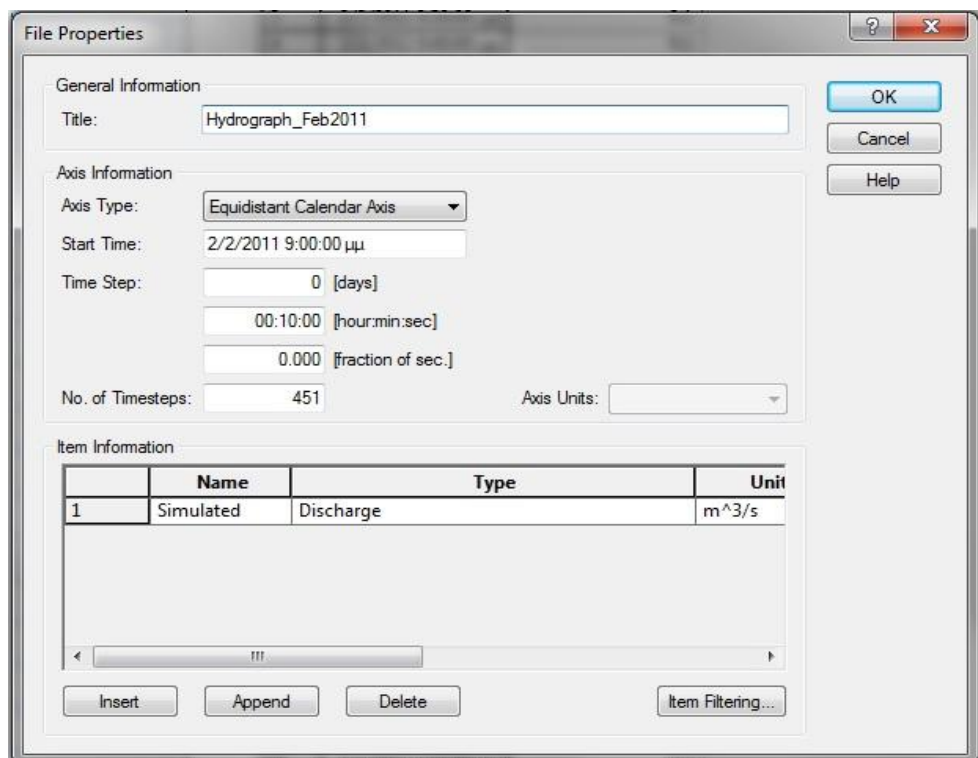 File Properties
General Information
Title: Hydrograph_Feb2011
OK
Cancel
Help
Axis Information
Axis Type: Equidistant Calendar Axis
Start Time: 2/2/2011 9:00:00 μμ
Time Step: 0 [days]
00:10:00 [hour:min:sec]
0.000 [fraction of sec.]
No. of Timesteps: 451 Axis Units:
Item Information
Name Type Unit
1 Simulated Discharge m^3/s
Insert Append Delete Item Filtering...